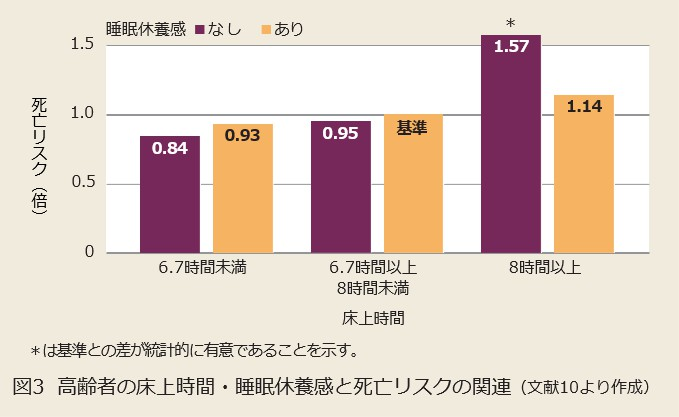 睡眠休養感 なし あり
死亡リスク（倍）
1.5
1.0
0.5
0
0.84
0.93
0.95
基準
*
1.57
1.14
6.7時間未満
6.7時間以上
8時間未満
8時間以上
床上時間
＊は基準との差が統計的に有意であることを示す。
図3 高齢者の床上時間・睡眠休養感と死亡リスクの関連（文献10より作成）